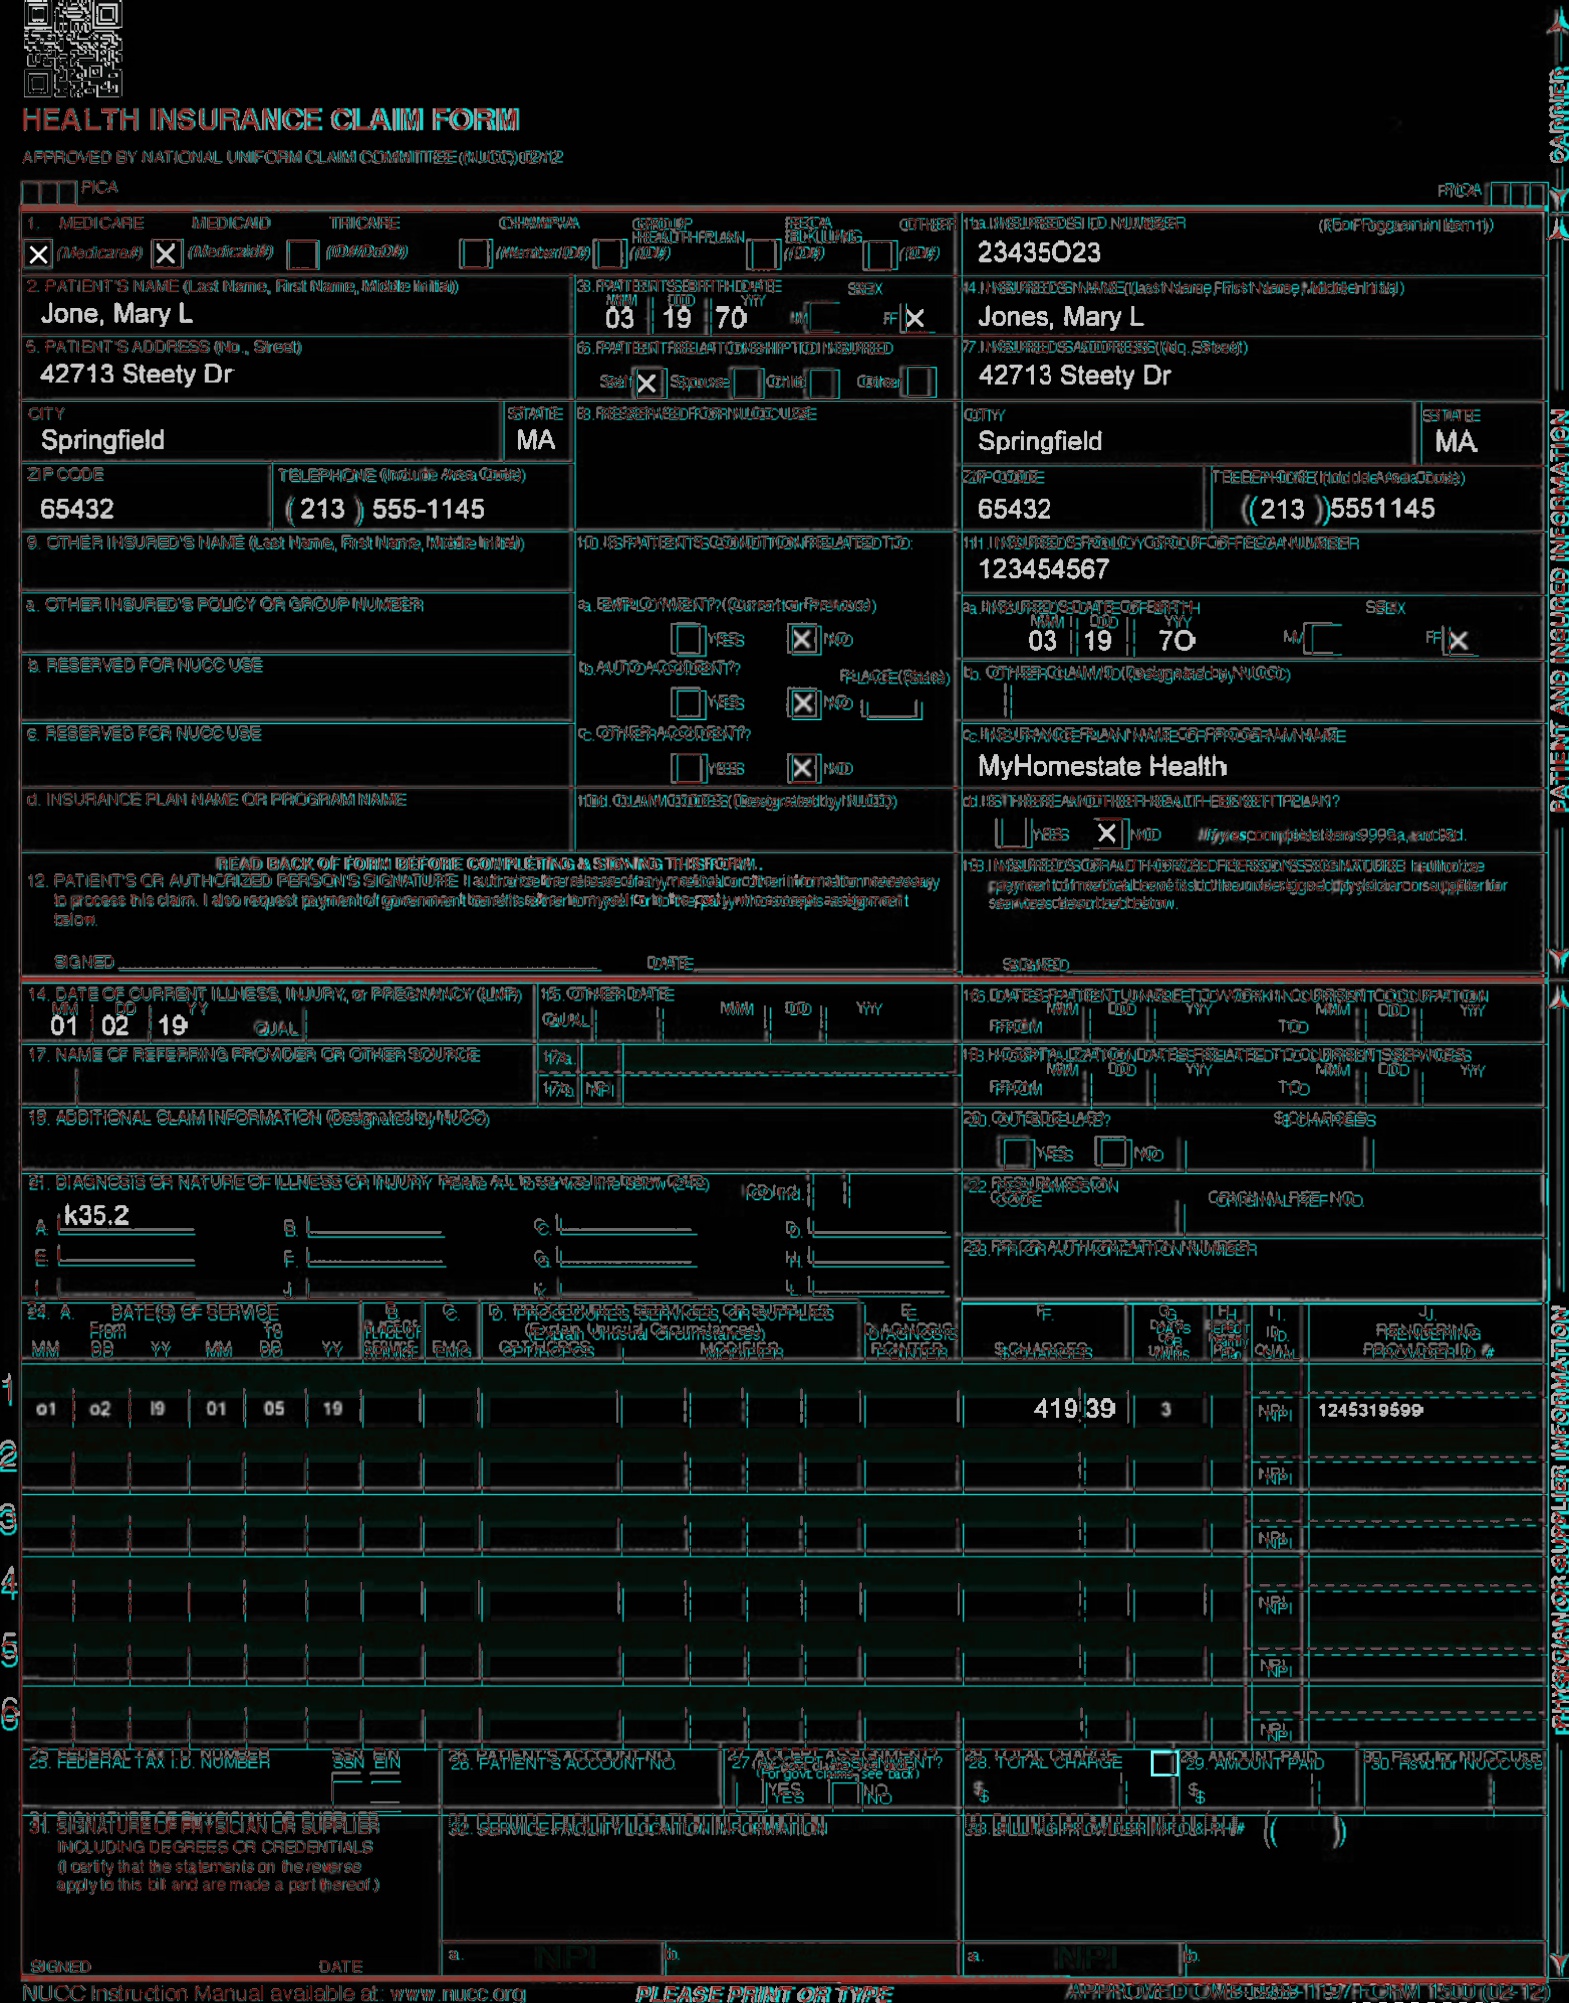 HEALTH INSURANCE CLAIM FORM
APPROVED BY NATIONAL UNIFORM CLAIM COMMITTEE (NUCC) 02/12
PICA
PICA
CARRIER
1. MEDICARE MEDICAID TRICARE CHAMPVA GROUP HEALTH PLAN FECA BLK LUNG OTHER
(Medicare#) (Medicaid#) (ID#/DoD#) (Member ID#) (ID#) (ID#) (ID#)
1a. INSURED'S I.D. NUMBER (For Program in Item 1)
23435O23
2. PATIENT'S NAME (Last Name, First Name, Middle Initial)
Jone, Mary L
3. PATIENT'S BIRTH DATE SEX
MM DD YY
03 19 70 M F
4. INSURED'S NAME (Last Name, First Name, Middle Initial)
Jones, Mary L
5. PATIENT'S ADDRESS (No., Street)
42713 Steety Dr
6. PATIENT RELATIONSHIP TO INSURED
Self Spouse Child Other
7. INSURED'S ADDRESS (No., Street)
42713 Steety Dr
CITY STATE
Springfield MA
8. RESERVED FOR NUCC USE
CITY STATE
Springfield MA
ZIP CODE TELEPHONE (Include Area Code)
65432 (213) 555-1145
ZIP CODE TELEPHONE (Include Area Code)
65432 (213) 5551145
9. OTHER INSURED'S NAME (Last Name, First Name, Middle Initial)
10. IS PATIENT'S CONDITION RELATED TO:
11. INSURED'S POLICY GROUP OR FECA NUMBER
123454567
a. OTHER INSURED'S POLICY OR GROUP NUMBER
a. EMPLOYMENT? (Current or Previous)
YES NO
a. INSURED'S DATE OF BIRTH SEX
MM DD YY
03 19 7O M F
b. RESERVED FOR NUCC USE
b. AUTO ACCIDENT? PLACE (State)
YES NO
b. OTHER CLAIM ID (Designated by NUCC)
c. RESERVED FOR NUCC USE
c. OTHER ACCIDENT?
YES NO
c. INSURANCE PLAN NAME OR PROGRAM NAME
MyHomestate Health
d. INSURANCE PLAN NAME OR PROGRAM NAME
10d. CLAIM CODES (Designated by NUCC)
d. IS THERE ANOTHER HEALTH BENEFIT PLAN?
YES NO If yes, complete items 9, 9a, and 9d.
PATIENT AND INSURED INFORMATION
READ BACK OF FORM BEFORE COMPLETING & SIGNING THIS FORM.
12. PATIENT'S OR AUTHORIZED PERSON'S SIGNATURE I authorize the release of any medical or other information necessary
to process this claim. I also request payment of government benefits either to myself or to the party who accepts assignment
below.
SIGNED DATE
13. INSURED'S OR AUTHORIZED PERSON'S SIGNATURE I authorize
payment of medical benefits to the undersigned physician or supplier for
services described below.
SIGNED
14. DATE OF CURRENT ILLNESS, INJURY, or PREGNANCY (LMP)
MM DD YY
01 02 19 QUAL
15. OTHER DATE
QUAL MM DD YY
16. DATES PATIENT UNABLE TO WORK IN CURRENT OCCUPATION
MM DD YY MM DD YY
FROM TO
17. NAME OF REFERRING PROVIDER OR OTHER SOURCE
17a.
17b. NPI
18. HOSPITALIZATION DATES RELATED TO CURRENT SERVICES
MM DD YY MM DD YY
FROM TO
19. ADDITIONAL CLAIM INFORMATION (Designated by NUCC)
20. OUTSIDE LAB? $ CHARGES
YES NO
21. DIAGNOSIS OR NATURE OF ILLNESS OR INJURY Relate A-L to service line below (24E) ICD Ind.
A. k35.2 B. C. D.
E. F. G. H.
I. J. K. L.
22. RESUBMISSION CODE ORIGINAL REF. NO.
23. PRIOR AUTHORIZATION NUMBER
24. A. DATE(S) OF SERVICE B. C. D. PROCEDURES, SERVICES, OR SUPPLIES E. F. G. H. I. J.
From To PLACE OF SERVICE EMG (Explain Unusual Circumstances) DIAGNOSIS POINTER DAYS OR UNITS ID. QUAL. RENDERING PROVIDER ID. #
MM DD YY MM DD YY CPT/HCPCS MODIFIER $ CHARGES
1 o1 o2 l9 01 05 19 419 39 3 NPI 1245319599
2 NPI
3 NPI
4 NPI
5 NPI
6 NPI
PHYSICIAN OR SUPPLIER INFORMATION
25. FEDERAL TAX I.D. NUMBER SSN EIN
26. PATIENT'S ACCOUNT NO.
27. ACCEPT ASSIGNMENT?
(For govt. claims, see back)
YES NO
28. TOTAL CHARGE
$
29. AMOUNT PAID
$
30. Rsvd. for NUCC Use
31. SIGNATURE OF PHYSICIAN OR SUPPLIER
INCLUDING DEGREES OR CREDENTIALS
(I certify that the statements on the reverse
apply to this bill and are made a part thereof.)
SIGNED DATE
32. SERVICE FACILITY LOCATION INFORMATION
a. NPI b.
33. BILLING PROVIDER INFO & PH # ( )
a. NPI b.
NUCC Instruction Manual available at: www.nucc.org
PLEASE PRINT OR TYPE
APPROVED OMB-0938-1197 FORM 1500 (02-12)